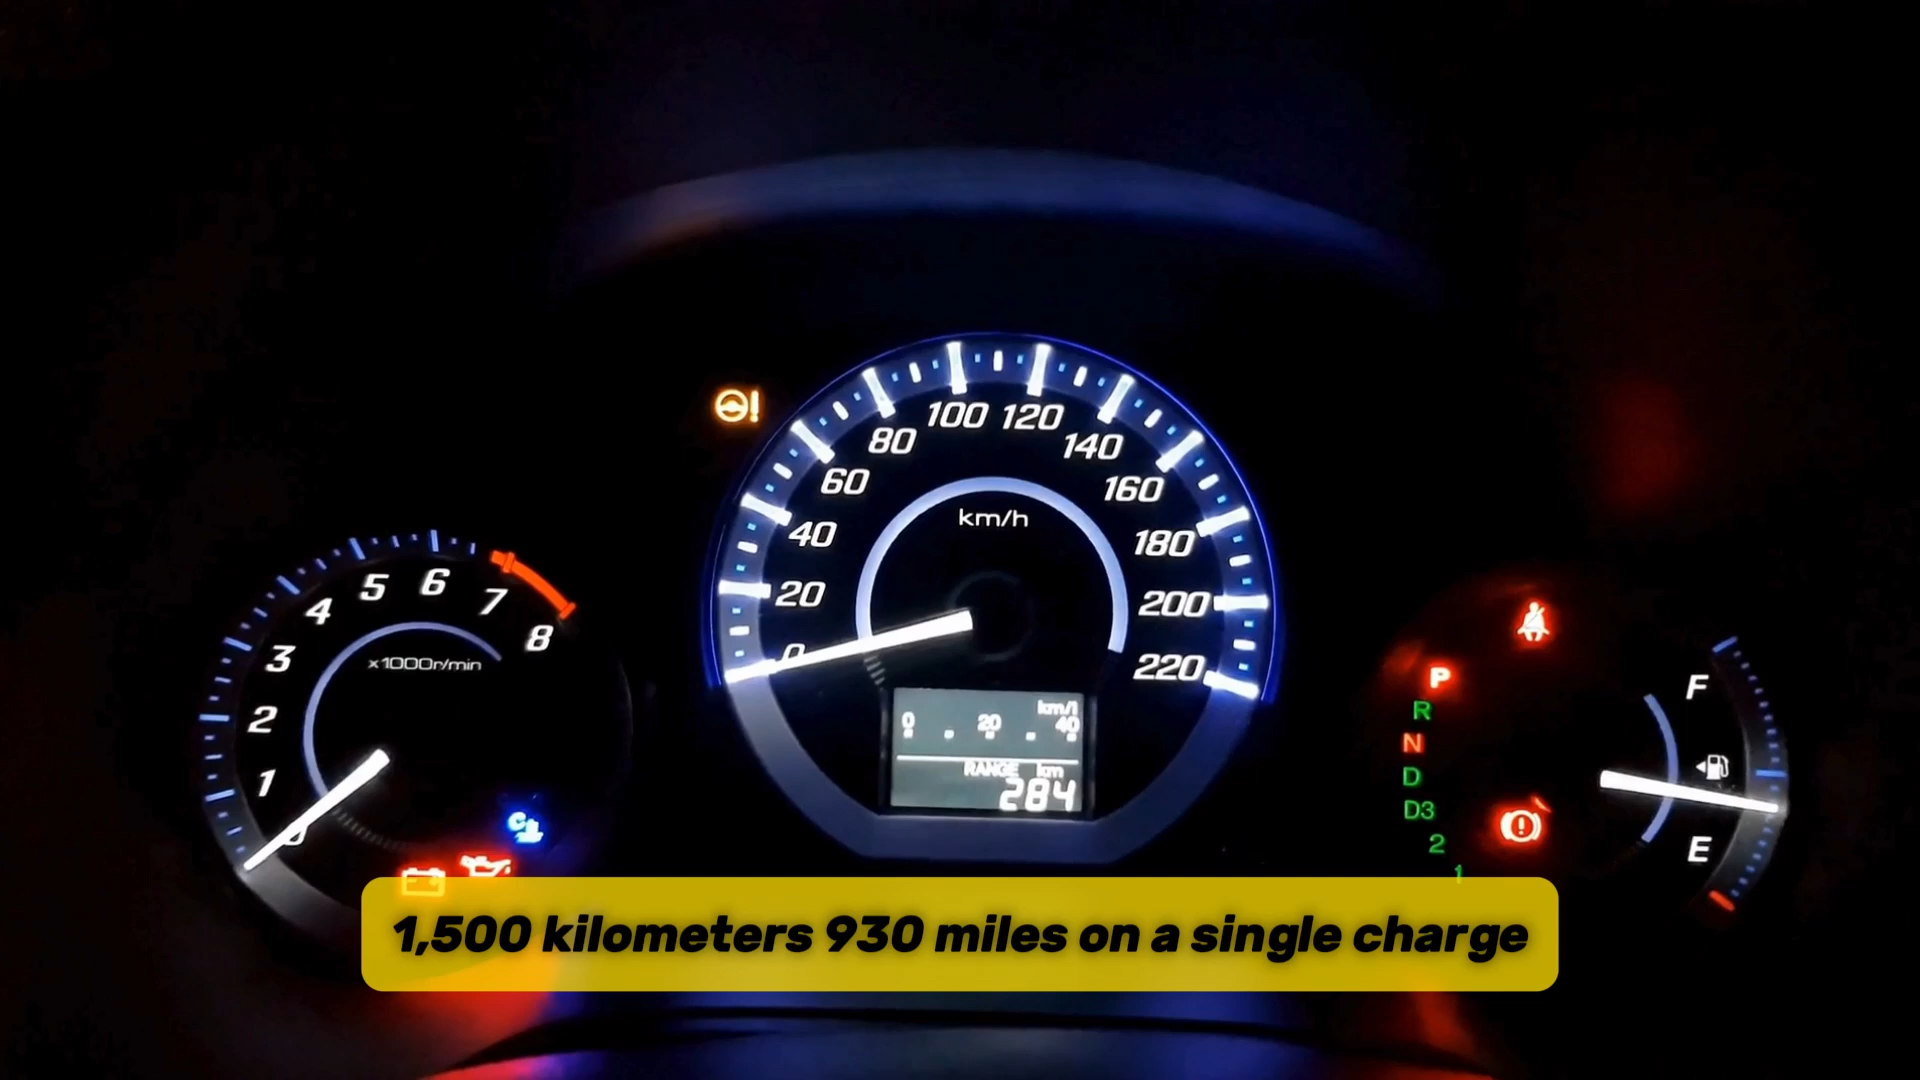 100 120
80 140
60 160
km/h
40 180
20 200
0 220
4 5 6 7 8
3
x1000r/min
2
1
0
km/l
0 20 40
RANGE km
284
P
R
N
D
D3
2
1
F
E
C
1,500 kilometers 930 miles on a single charge